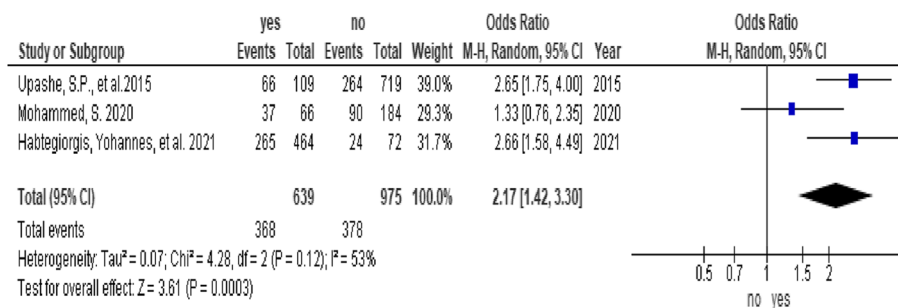 yes no Odds Ratio Odds Ratio
Study or Subgroup Events Total Events Total Weight M-H, Random, 95% CI Year M-H, Random, 95% CI
Upashe, S.P., et.al.2015 66 109 264 719 39.0% 2.65 [1.75, 4.00] 2015
Mohammed, S. 2020 37 66 90 184 29.3% 1.33 [0.76, 2.35] 2020
Habtegiorgis, Yohannes, et.al. 2021 265 464 24 72 31.7% 2.66 [1.58, 4.49] 2021
Total (95% CI) 639 975 100.0% 2.17 [1.42, 3.30]
Total events 368 378
Heterogeneity: Tau² = 0.07; Chi² = 4.28, df = 2 (P = 0.12); I² = 53%
Test for overall effect: Z = 3.61 (P = 0.0003)
0.5 0.7 1 1.5 2
no yes